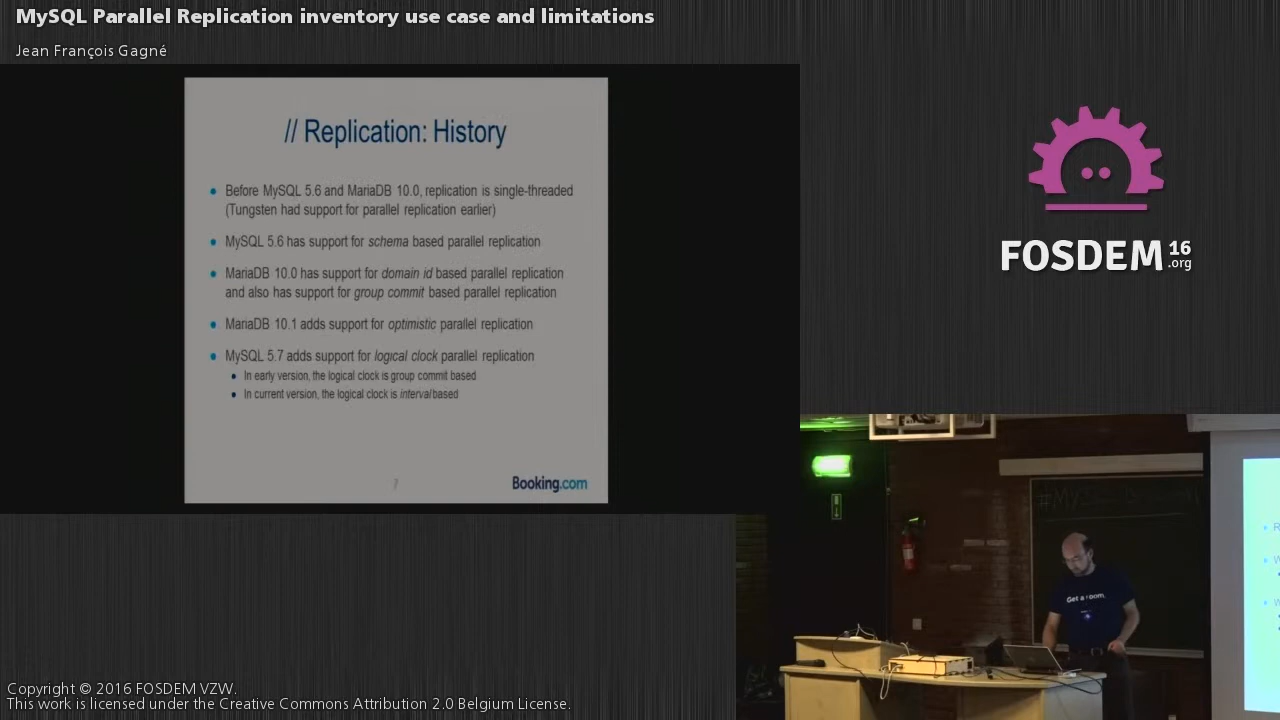 MySQL Parallel Replication inventory use case and limitations
Jean François Gagné
// Replication: History
Before MySQL 5.6 and MariaDB 10.0, replication is single-threaded
(Tungsten had support for parallel replication earlier)
MySQL 5.6 has support for schema based parallel replication
MariaDB 10.0 has support for domain id based parallel replication
and also has support for group commit based parallel replication
MariaDB 10.1 adds support for optimistic parallel replication
MySQL 5.7 adds support for logical clock parallel replication
In early version, the logical clock is group commit based
In current version, the logical clock is interval based
7
Booking.com
FOSDEM 16
.org
Get a room.
Copyright © 2016 FOSDEM VZW.
This work is licensed under the Creative Commons Attribution 2.0 Belgium License.